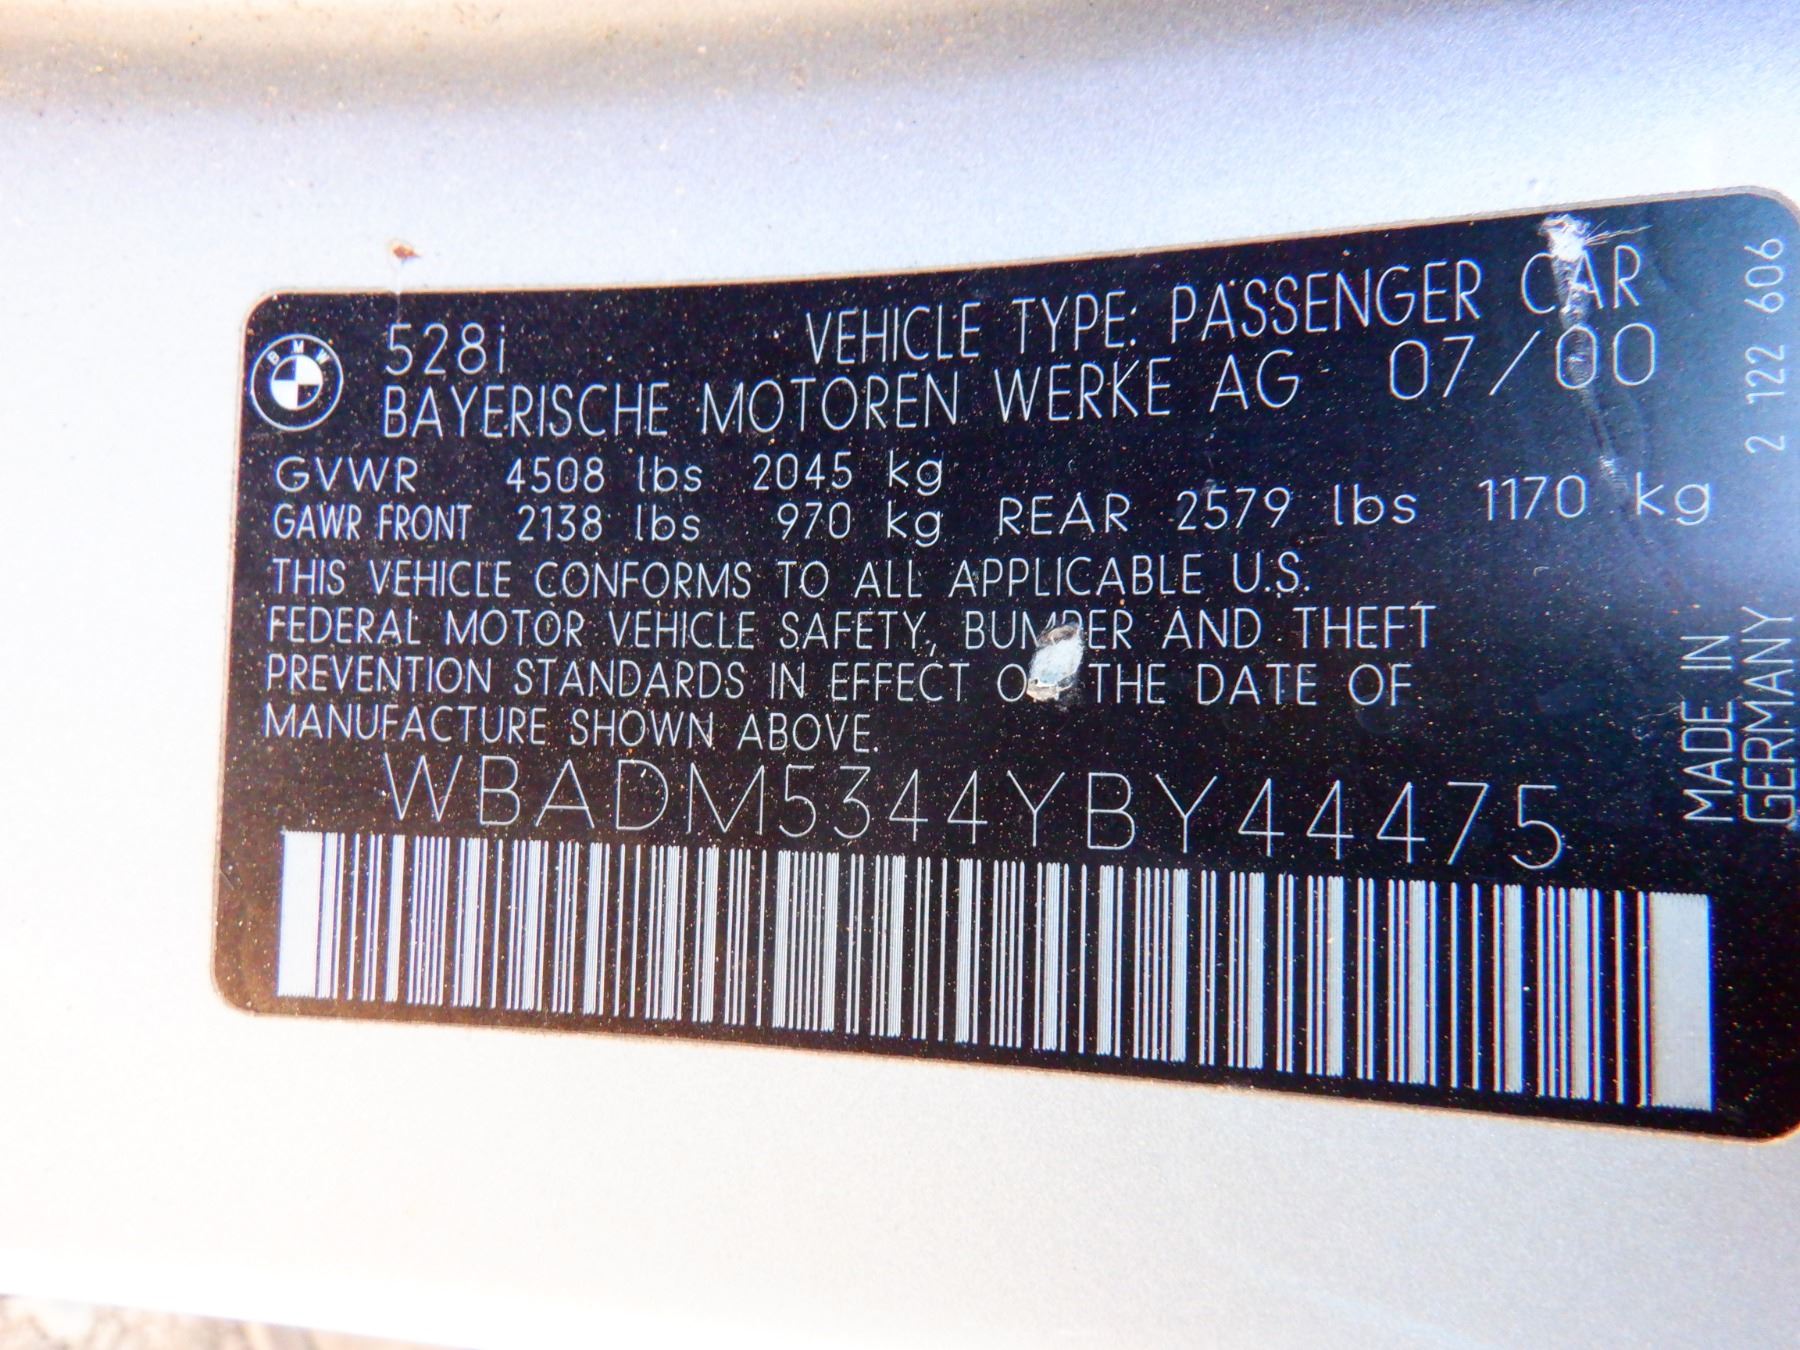 BMW
528i VEHICLE TYPE: PASSENGER CAR
BAYERISCHE MOTOREN WERKE AG 07/00
GVWR 4508 lbs 2045 kg
GAWR FRONT 2138 lbs 970 kg REAR 2579 lbs 1170 kg
THIS VEHICLE CONFORMS TO ALL APPLICABLE U.S.
FEDERAL MOTOR VEHICLE SAFETY, BUMPER AND THEFT
PREVENTION STANDARDS IN EFFECT ON THE DATE OF
MANUFACTURE SHOWN ABOVE.
WBADM5344YBY44475
2 122 606
MADE IN
GERMANY